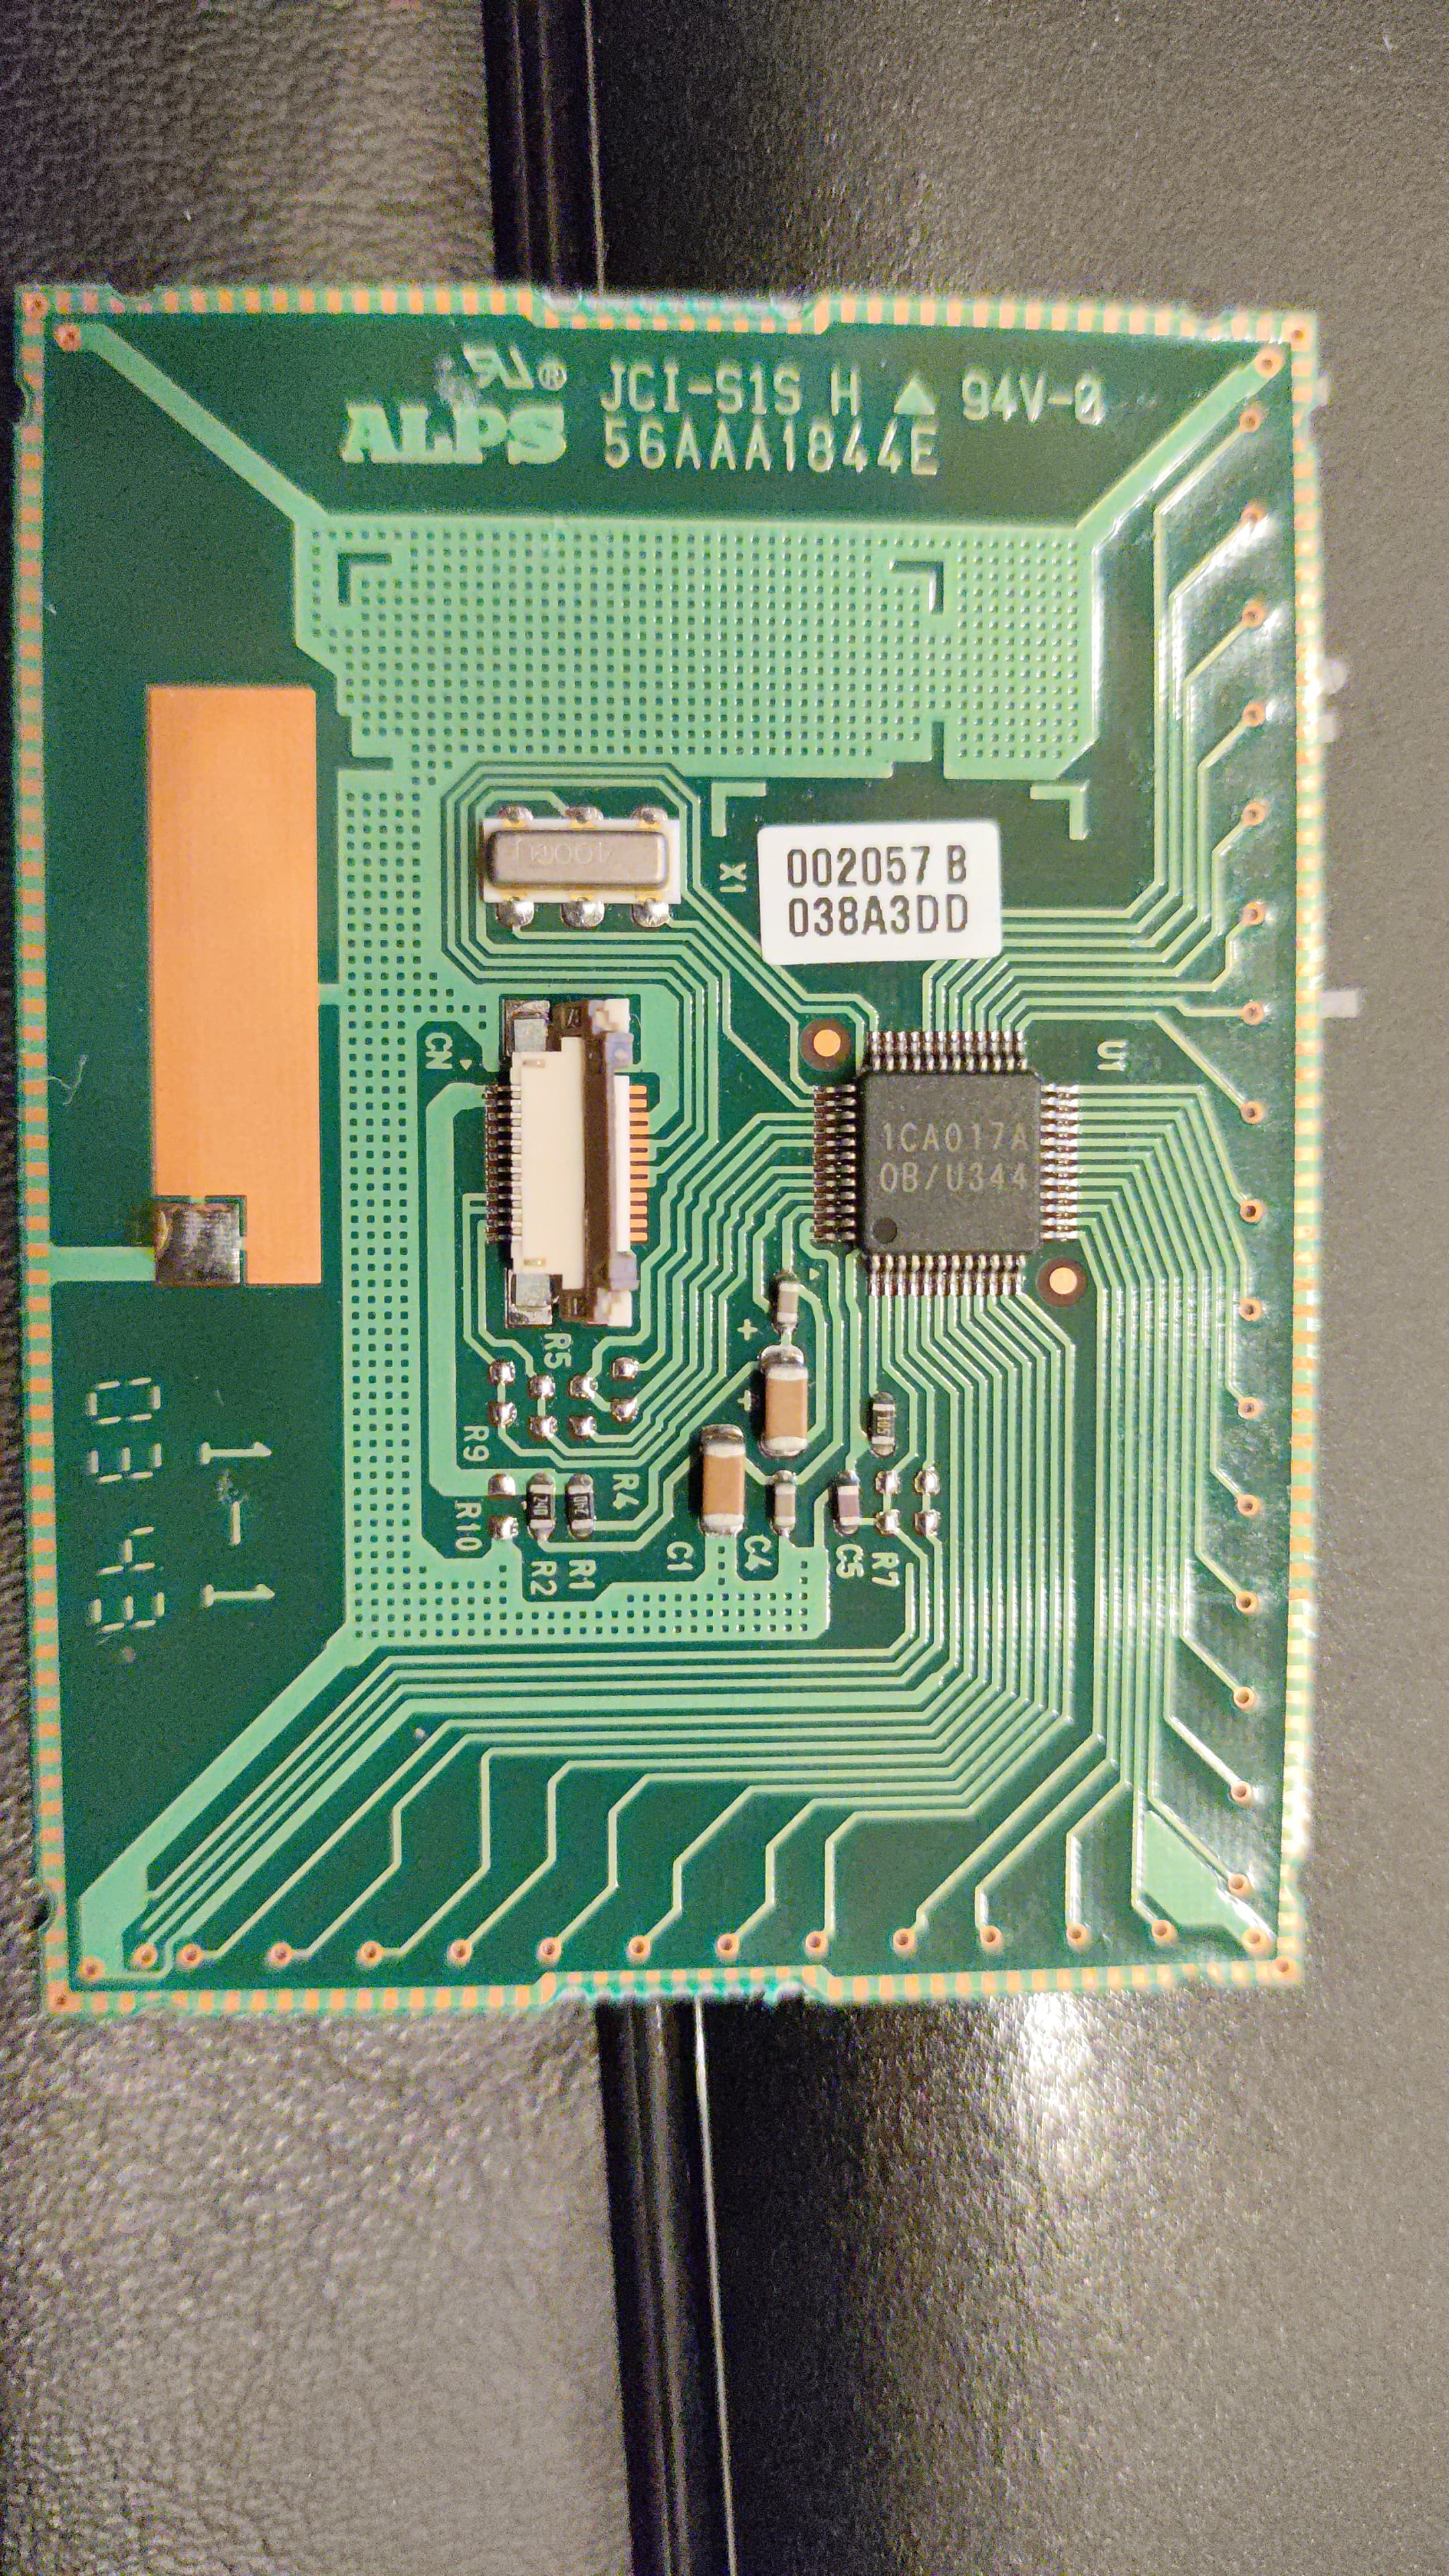 JCI-S1S H ▲ 94V-0
ALPS 56AAA1844E
U1
1CA017A
0B/U344
002057 B
038A3DD
X1
400
105
R7
C5
+
+
C4
C1
R4
240 R1
R5
240 R2
R9
R10
CN
1-1
03 43